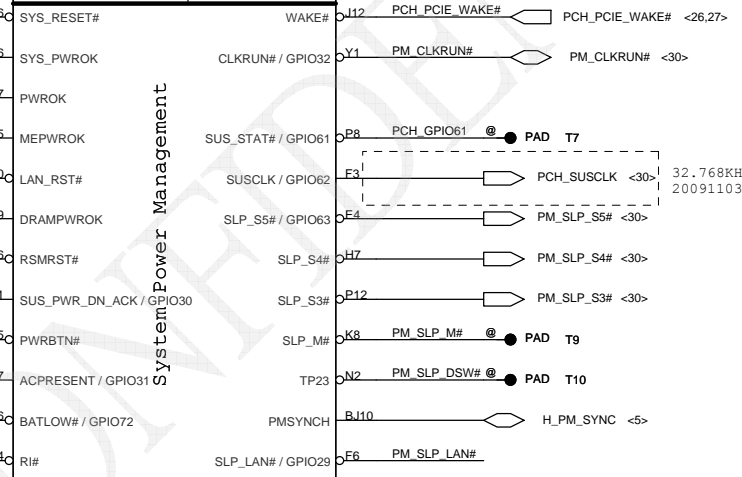 SYS_RESET# WAKE# J12 PCH_PCIE_WAKE# PCH_PCIE_WAKE# <26,27>
SYS_PWROK CLKRUN# / GPIO32 Y1 PM_CLKRUN# PM_CLKRUN# <30>
PWROK
MEPWROK SUS_STAT# / GPIO61 P8 PCH_GPIO61 @ PAD T7
LAN_RST# SUSCLK / GPIO62 F3 PCH_SUSCLK <30> 32.768KH
20091103
DRAMPWROK SLP_S5# / GPIO63 E4 PM_SLP_S5# <30>
RSMRST# SLP_S4# H7 PM_SLP_S4# <30>
SUS_PWR_DN_ACK / GPIO30 SLP_S3# P12 PM_SLP_S3# <30>
PWRBTN# SLP_M# K8 PM_SLP_M# @ PAD T9
ACPRESENT / GPIO31 TP23 N2 PM_SLP_DSW# @ PAD T10
BATLOW# / GPIO72 PMSYNCH BJ10 H_PM_SYNC <5>
RI# SLP_LAN# / GPIO29 F6 PM_SLP_LAN#
System Power Management